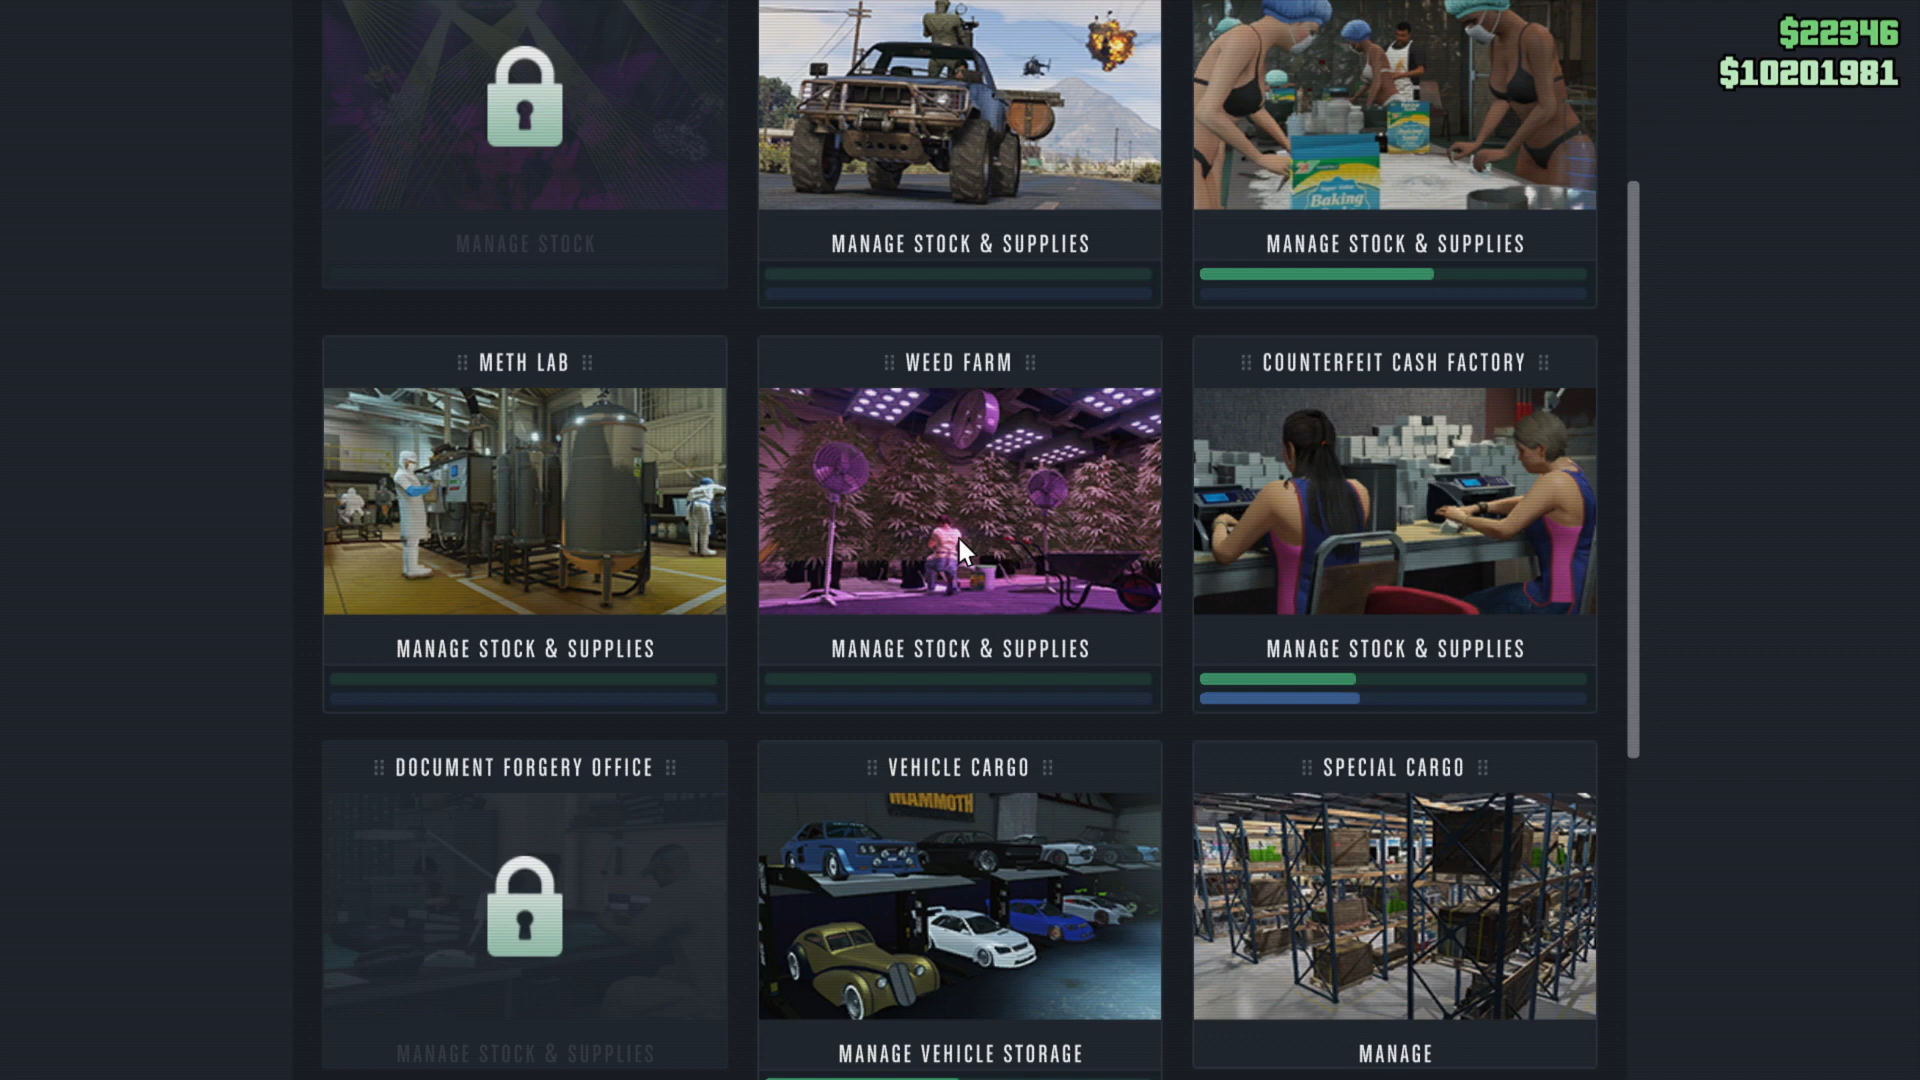 $22346
$10201981
Baking
MANAGE STOCK
MANAGE STOCK & SUPPLIES
MANAGE STOCK & SUPPLIES
METH LAB
WEED FARM
COUNTERFEIT CASH FACTORY
MANAGE STOCK & SUPPLIES
MANAGE STOCK & SUPPLIES
MANAGE STOCK & SUPPLIES
DOCUMENT FORGERY OFFICE
VEHICLE CARGO
SPECIAL CARGO
MAMMOTH
MANAGE STOCK & SUPPLIES
MANAGE VEHICLE STORAGE
MANAGE